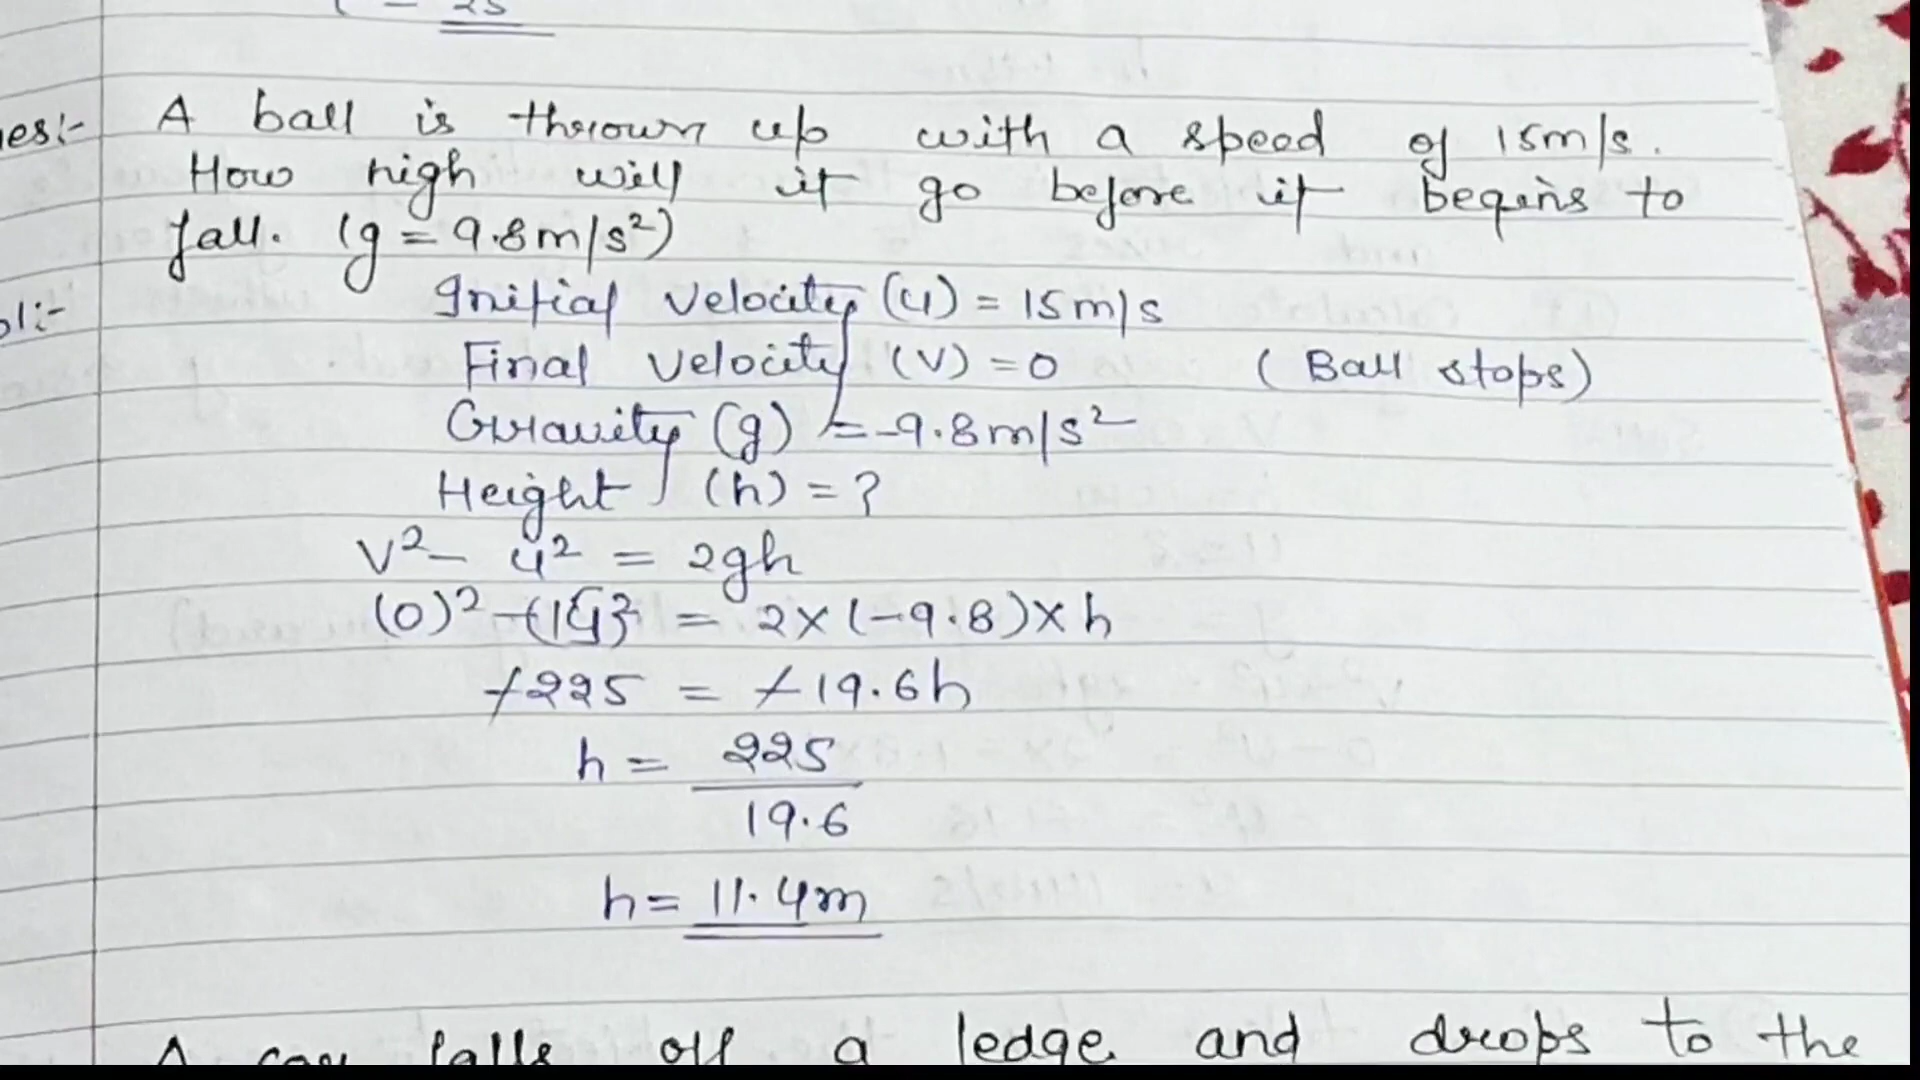 A ball is thrown up with a speed of 15m/s.
How high will it go before it begins to
fall. (g = 9.8m/s²)
Initial velocity (u) = 15m/s
Final velocity (v) = 0 (Ball stops)
Gravity (g) = -9.8m/s²
Height (h) = ?
v² - u² = 2gh
(0)² - (15)² = 2×(-9.8)×h
-225 = -19.6h
h = 225
19.6
h = 11.4m
A car falls off a ledge and drops to the